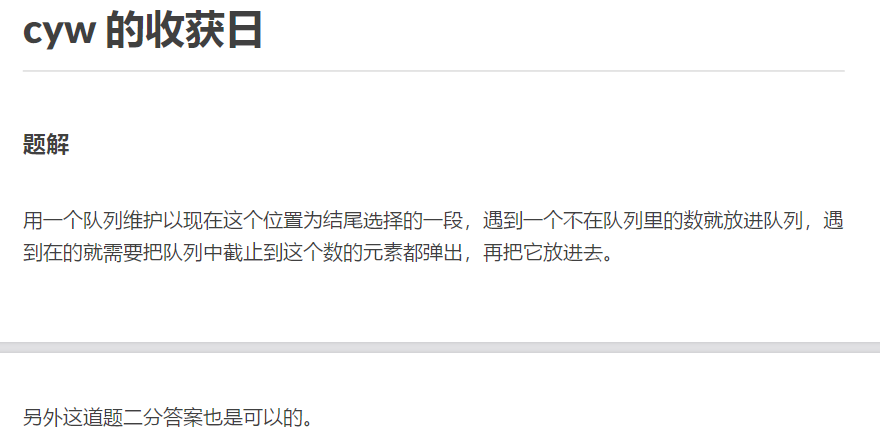 cyw 的收获日
题解
用一个队列维护以现在这个位置为结尾选择的一段，遇到一个不在队列里的数就放进队列，遇
到在的就需要把队列中截止到这个数的元素都弹出，再把它放进去。
另外这道题二分答案也是可以的。